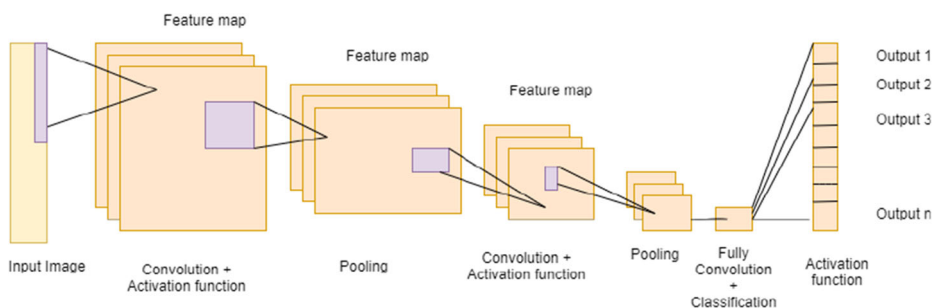 Feature map
Feature map
Feature map
Output 1
Output 2
Output 3
Output n
Input Image
Convolution +
Activation function
Pooling
Convolution +
Activation function
Pooling
Fully
Convolution
+
Classification
Activation
function